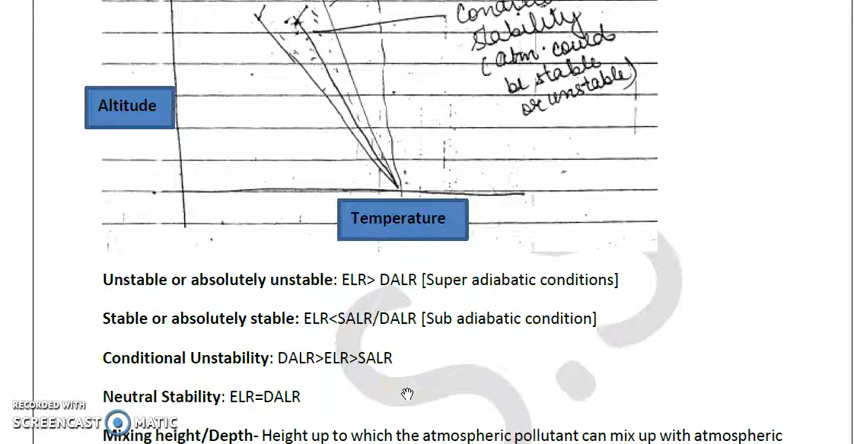 Conditional
stability
(atm. could
be stable
or unstable)
Altitude
Temperature
Unstable or absolutely unstable: ELR> DALR [Super adiabatic conditions]
Stable or absolutely stable: ELR<SALR/DALR [Sub adiabatic condition]
Conditional Unstability: DALR>ELR>SALR
Neutral Stability: ELR=DALR
RECORDED WITH
SCREENCAST MATIC
Mixing height/Depth- Height up to which the atmospheric pollutant can mix up with atmospheric